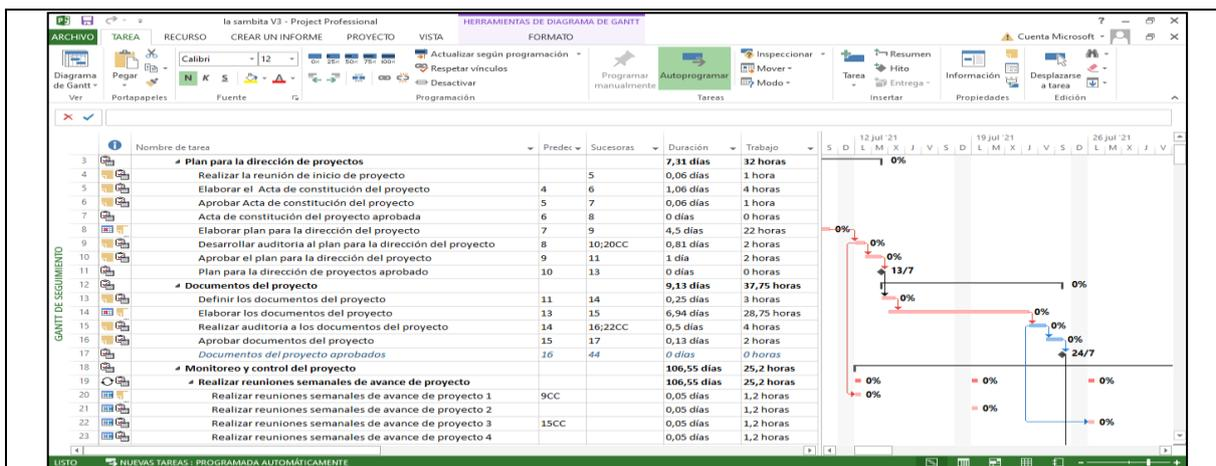 la sambita V3 - Project Professional
HERRAMIENTAS DE DIAGRAMA DE GANTT
ARCHIVO TAREA RECURSO CREAR UN INFORME PROYECTO VISTA FORMATO Cuenta Microsoft
Diagrama de Gantt
Pegar
Calibri 12
N K S
0% 25% 50% 75% 100%
Actualizar según programación
Respetar vínculos
Desactivar
Programar manualmente
Autoprogramar
Inspeccionar
Mover
Modo
Tarea
Resumen
Hito
Entrega
Información
Desplazarse a tarea
Ver Portapapeles Fuente Programación Tareas Insertar Propiedades Edición
12 jul '21 19 jul '21 26 jul '21
Nombre de tarea Predec Sucesoras Duración Trabajo S D L M X J V S D L M X J V S D L M X J V
3 Plan para la dirección de proyectos 7,31 días 32 horas 0%
4 Realizar la reunión de inicio de proyecto 5 0,06 días 1 hora
5 Elaborar el Acta de constitución del proyecto 4 6 1,06 días 4 horas
6 Aprobar Acta de constitución del proyecto 5 7 0,06 días 1 hora
7 Acta de constitución del proyecto aprobada 6 8 0 días 0 horas
8 Elaborar plan para la dirección del proyecto 7 9 4,5 días 22 horas 0%
9 Desarrollar auditoria al plan para la dirección del proyecto 8 10;20CC 0,81 días 2 horas 0%
10 Aprobar el plan para la dirección del proyecto 9 11 1 día 2 horas 0%
11 Plan para la dirección de proyectos aprobado 10 13 0 días 0 horas 13/7
12 Documentos del proyecto 9,13 días 37,75 horas 0%
13 Definir los documentos del proyecto 11 14 0,25 días 3 horas 0%
14 Elaborar los documentos del proyecto 13 15 6,94 días 28,75 horas 0%
15 Realizar auditoria a los documentos del proyecto 14 16;22CC 0,5 días 4 horas 0%
16 Aprobar documentos del proyecto 15 17 0,13 días 2 horas 0%
17 Documentos del proyecto aprobados 16 44 0 días 0 horas 24/7
18 Monitoreo y control del proyecto 106,55 días 25,2 horas
19 Realizar reuniones semanales de avance de proyecto 106,55 días 25,2 horas 0% 0% 0%
20 Realizar reuniones semanales de avance de proyecto 1 9CC 0,05 días 1,2 horas 0%
21 Realizar reuniones semanales de avance de proyecto 2 0,05 días 1,2 horas 0%
22 Realizar reuniones semanales de avance de proyecto 3 15CC 0,05 días 1,2 horas 0%
23 Realizar reuniones semanales de avance de proyecto 4 0,05 días 1,2 horas
GANTT DE SEGUIMIENTO
LISTO NUEVAS TAREAS : PROGRAMADA AUTOMÁTICAMENTE